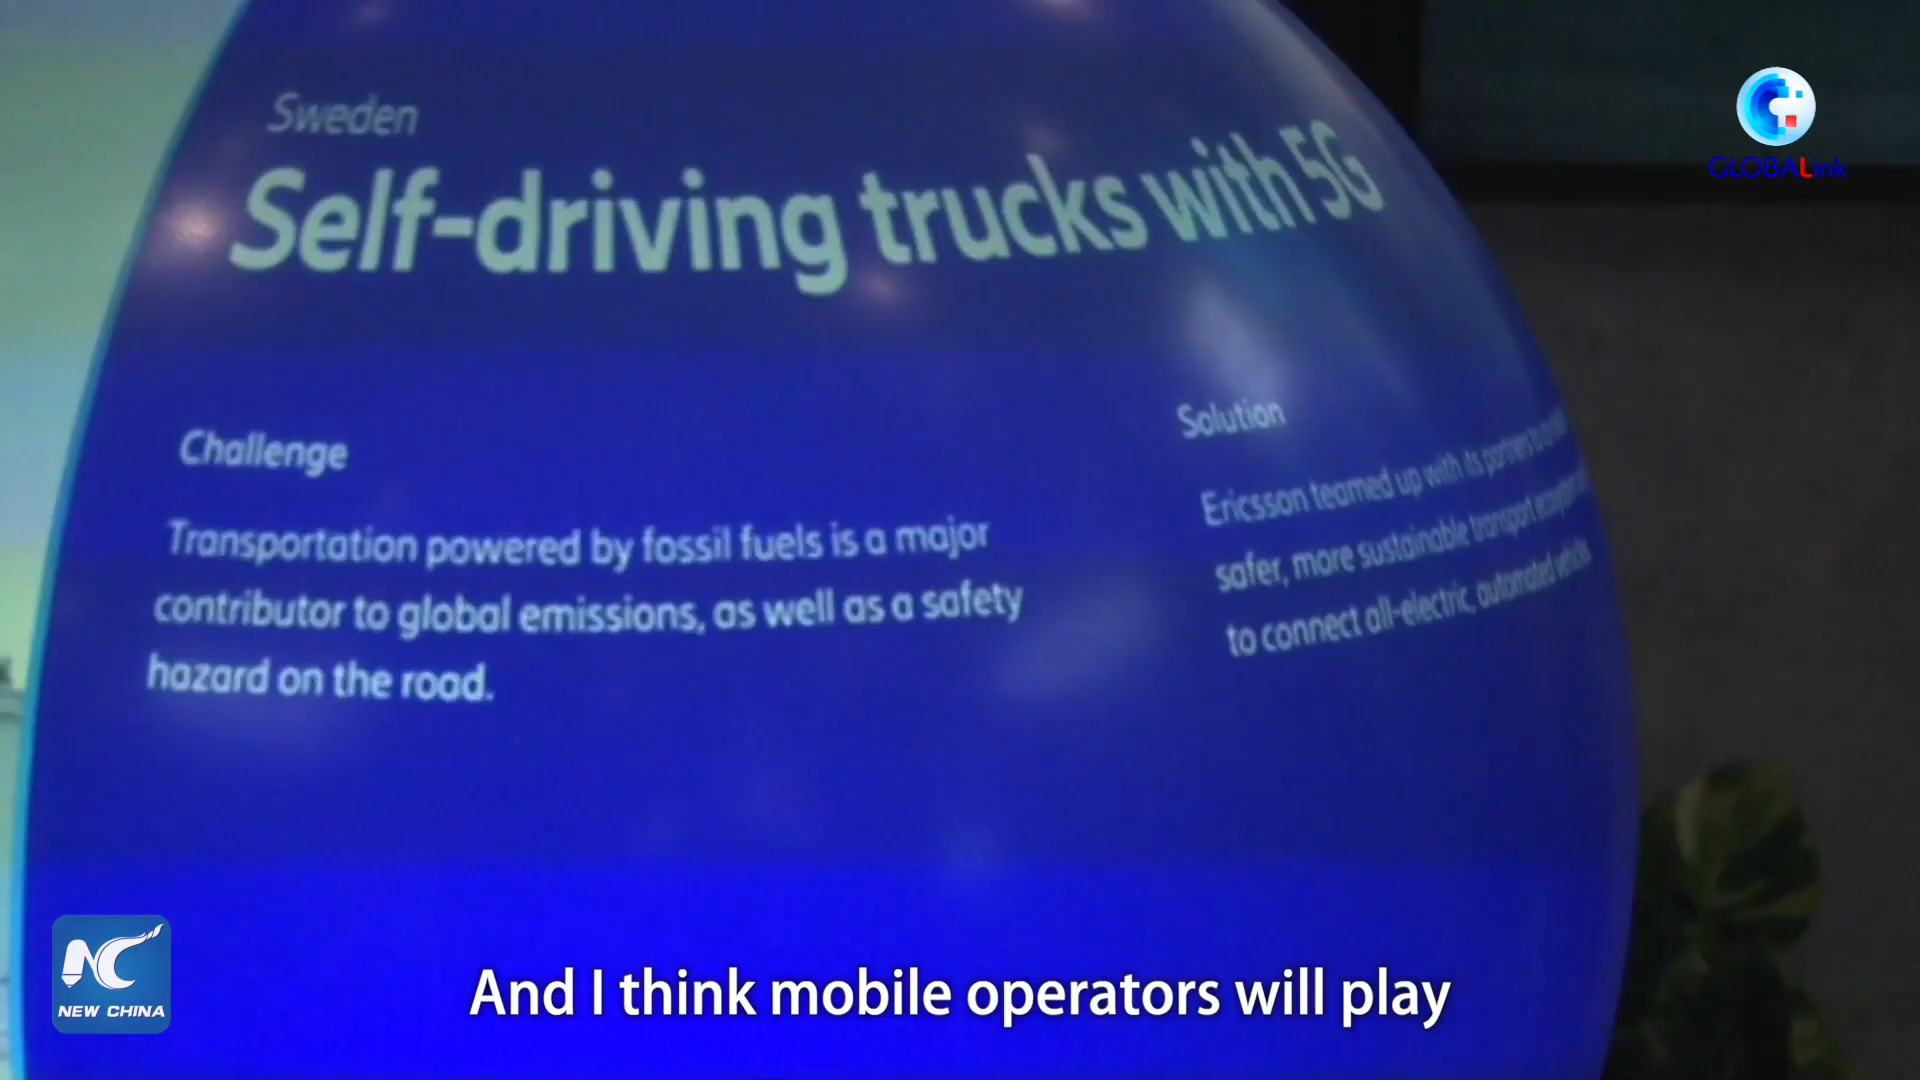 Sweden
Self-driving trucks with 5G
GLOBALink
Challenge
Transportation powered by fossil fuels is a major
contributor to global emissions, as well as a safety
hazard on the road.
Solution
Ericsson teamed up with its partners to
safer, more sustainable transport
to connect all-electric, automated
NEW CHINA
And I think mobile operators will play